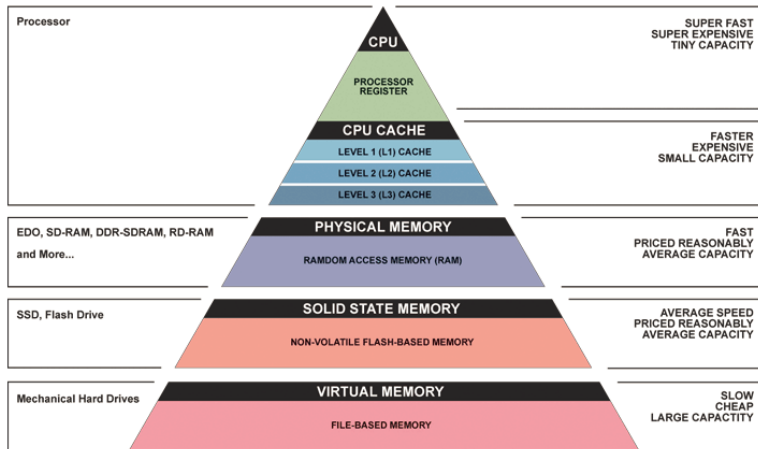 Processor
CPU
SUPER FAST
SUPER EXPENSIVE
TINY CAPACITY
PROCESSOR
REGISTER
CPU CACHE
LEVEL 1 (L1) CACHE
LEVEL 2 (L2) CACHE
LEVEL 3 (L3) CACHE
FASTER
EXPENSIVE
SMALL CAPACITY
EDO, SD-RAM, DDR-SDRAM, RD-RAM
and More...
PHYSICAL MEMORY
RAMDOM ACCESS MEMORY (RAM)
FAST
PRICED REASONABLY
AVERAGE CAPACITY
SSD, Flash Drive
SOLID STATE MEMORY
NON-VOLATILE FLASH-BASED MEMORY
AVERAGE SPEED
PRICED REASONABLY
AVERAGE CAPACITY
Mechanical Hard Drives
VIRTUAL MEMORY
FILE-BASED MEMORY
SLOW
CHEAP
LARGE CAPACTITY